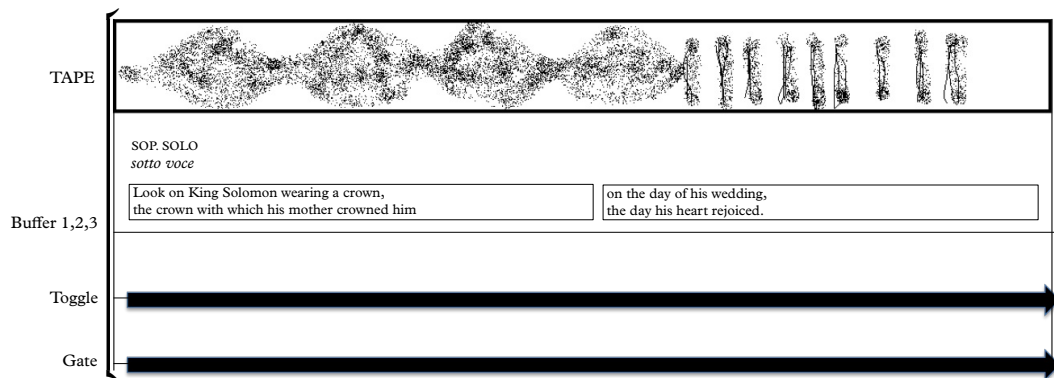 TAPE
SOP. SOLO
sotto voce
Look on King Solomon wearing a crown,
the crown with which his mother crowned him
on the day of his wedding,
the day his heart rejoiced.
Buffer 1,2,3
Toggle
Gate